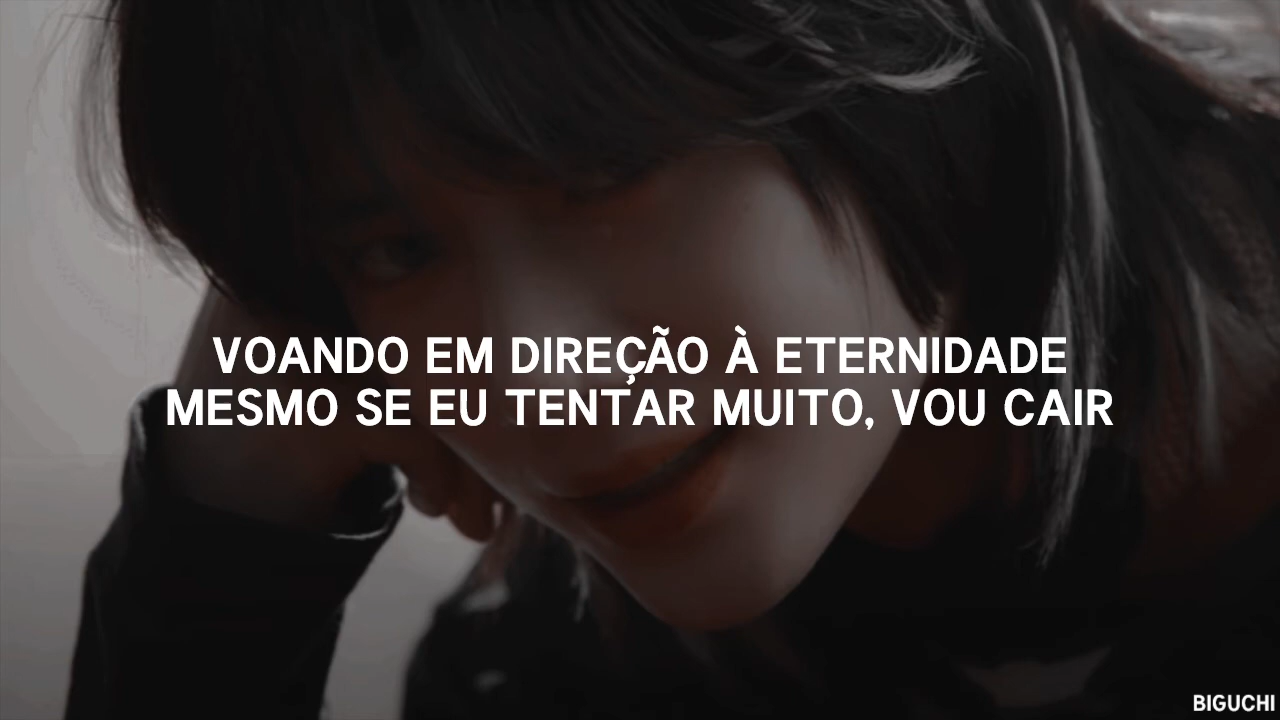 VOANDO EM DIREÇÃO À ETERNIDADE
MESMO SE EU TENTAR MUITO, VOU CAIR
BIGUCHI